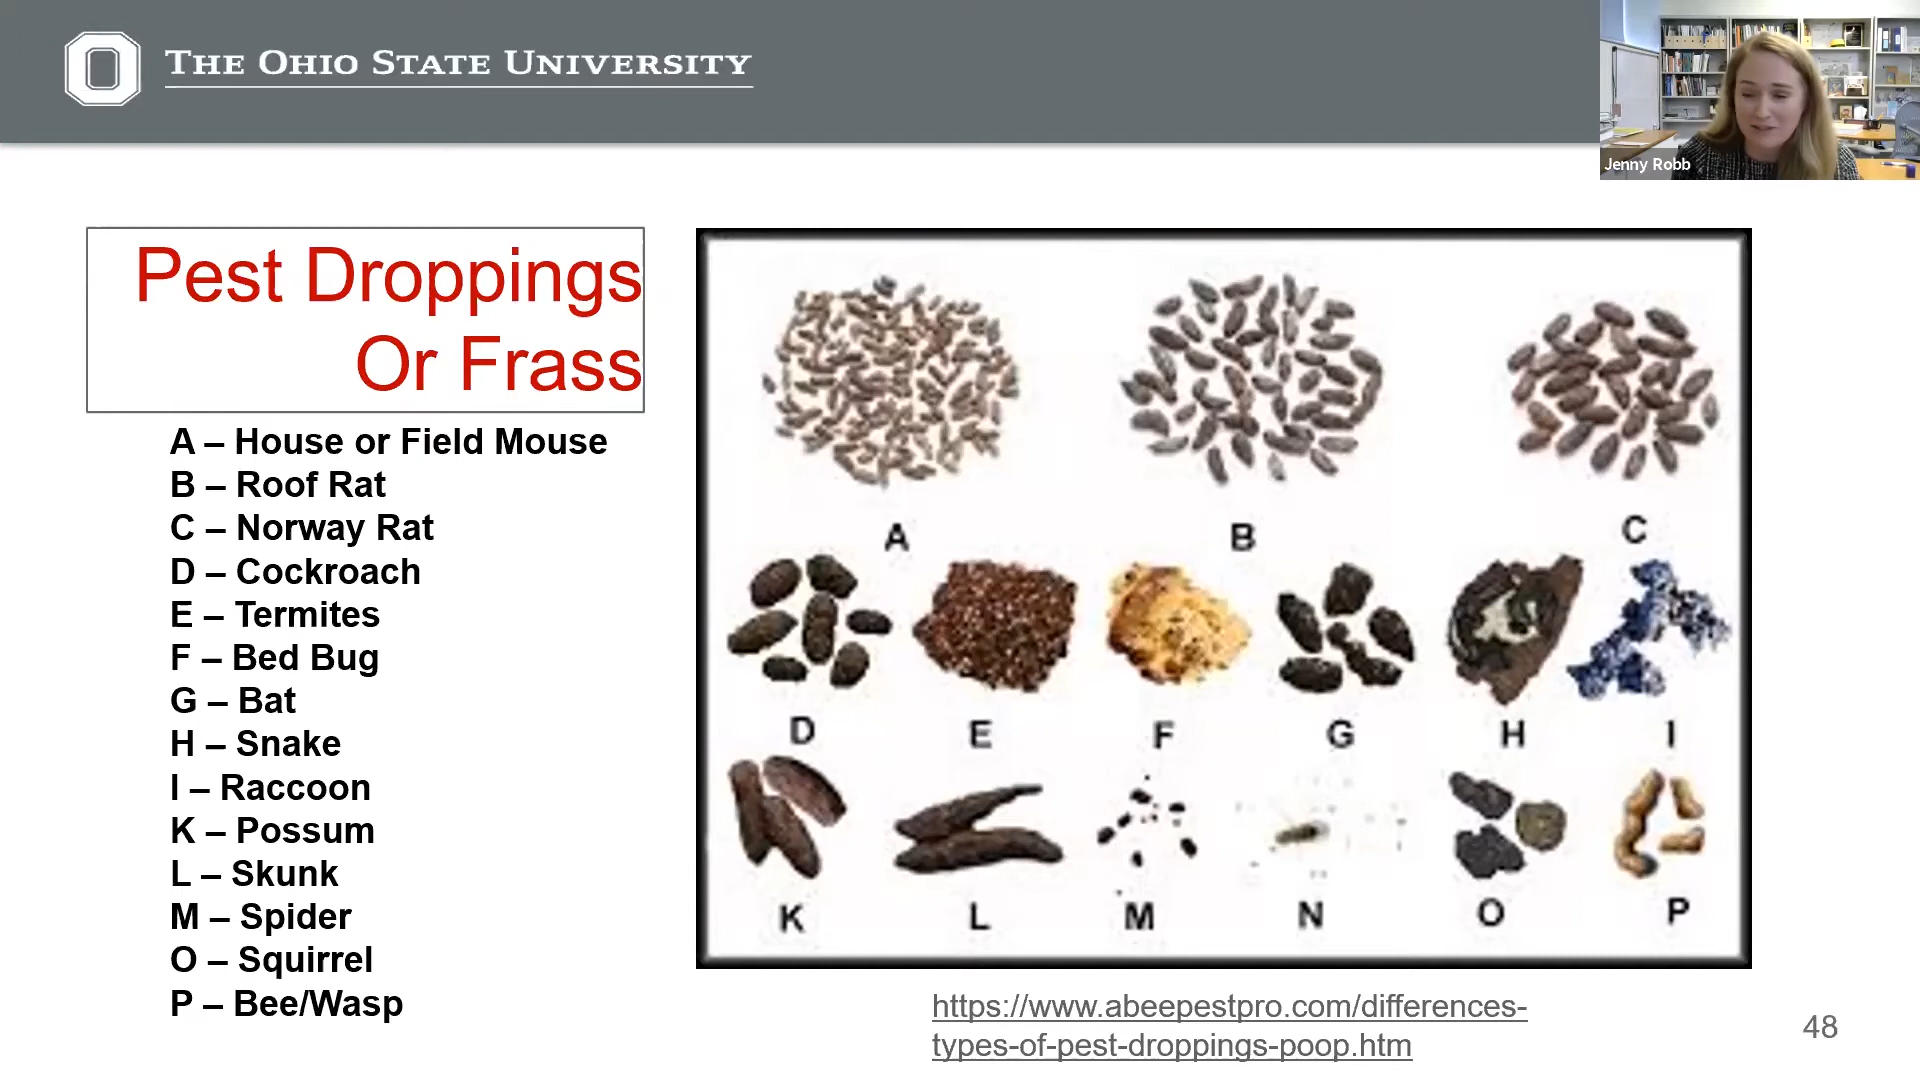 THE OHIO STATE UNIVERSITY
Jenny Robb
Pest Droppings
Or Frass
A – House or Field Mouse
B – Roof Rat
C – Norway Rat
D – Cockroach
E – Termites
F – Bed Bug
G – Bat
H – Snake
I – Raccoon
K – Possum
L – Skunk
M – Spider
O – Squirrel
P – Bee/Wasp
A B C
D E F G H I
K L M N O P
https://www.abeepestpro.com/differences-
types-of-pest-droppings-poop.htm
48